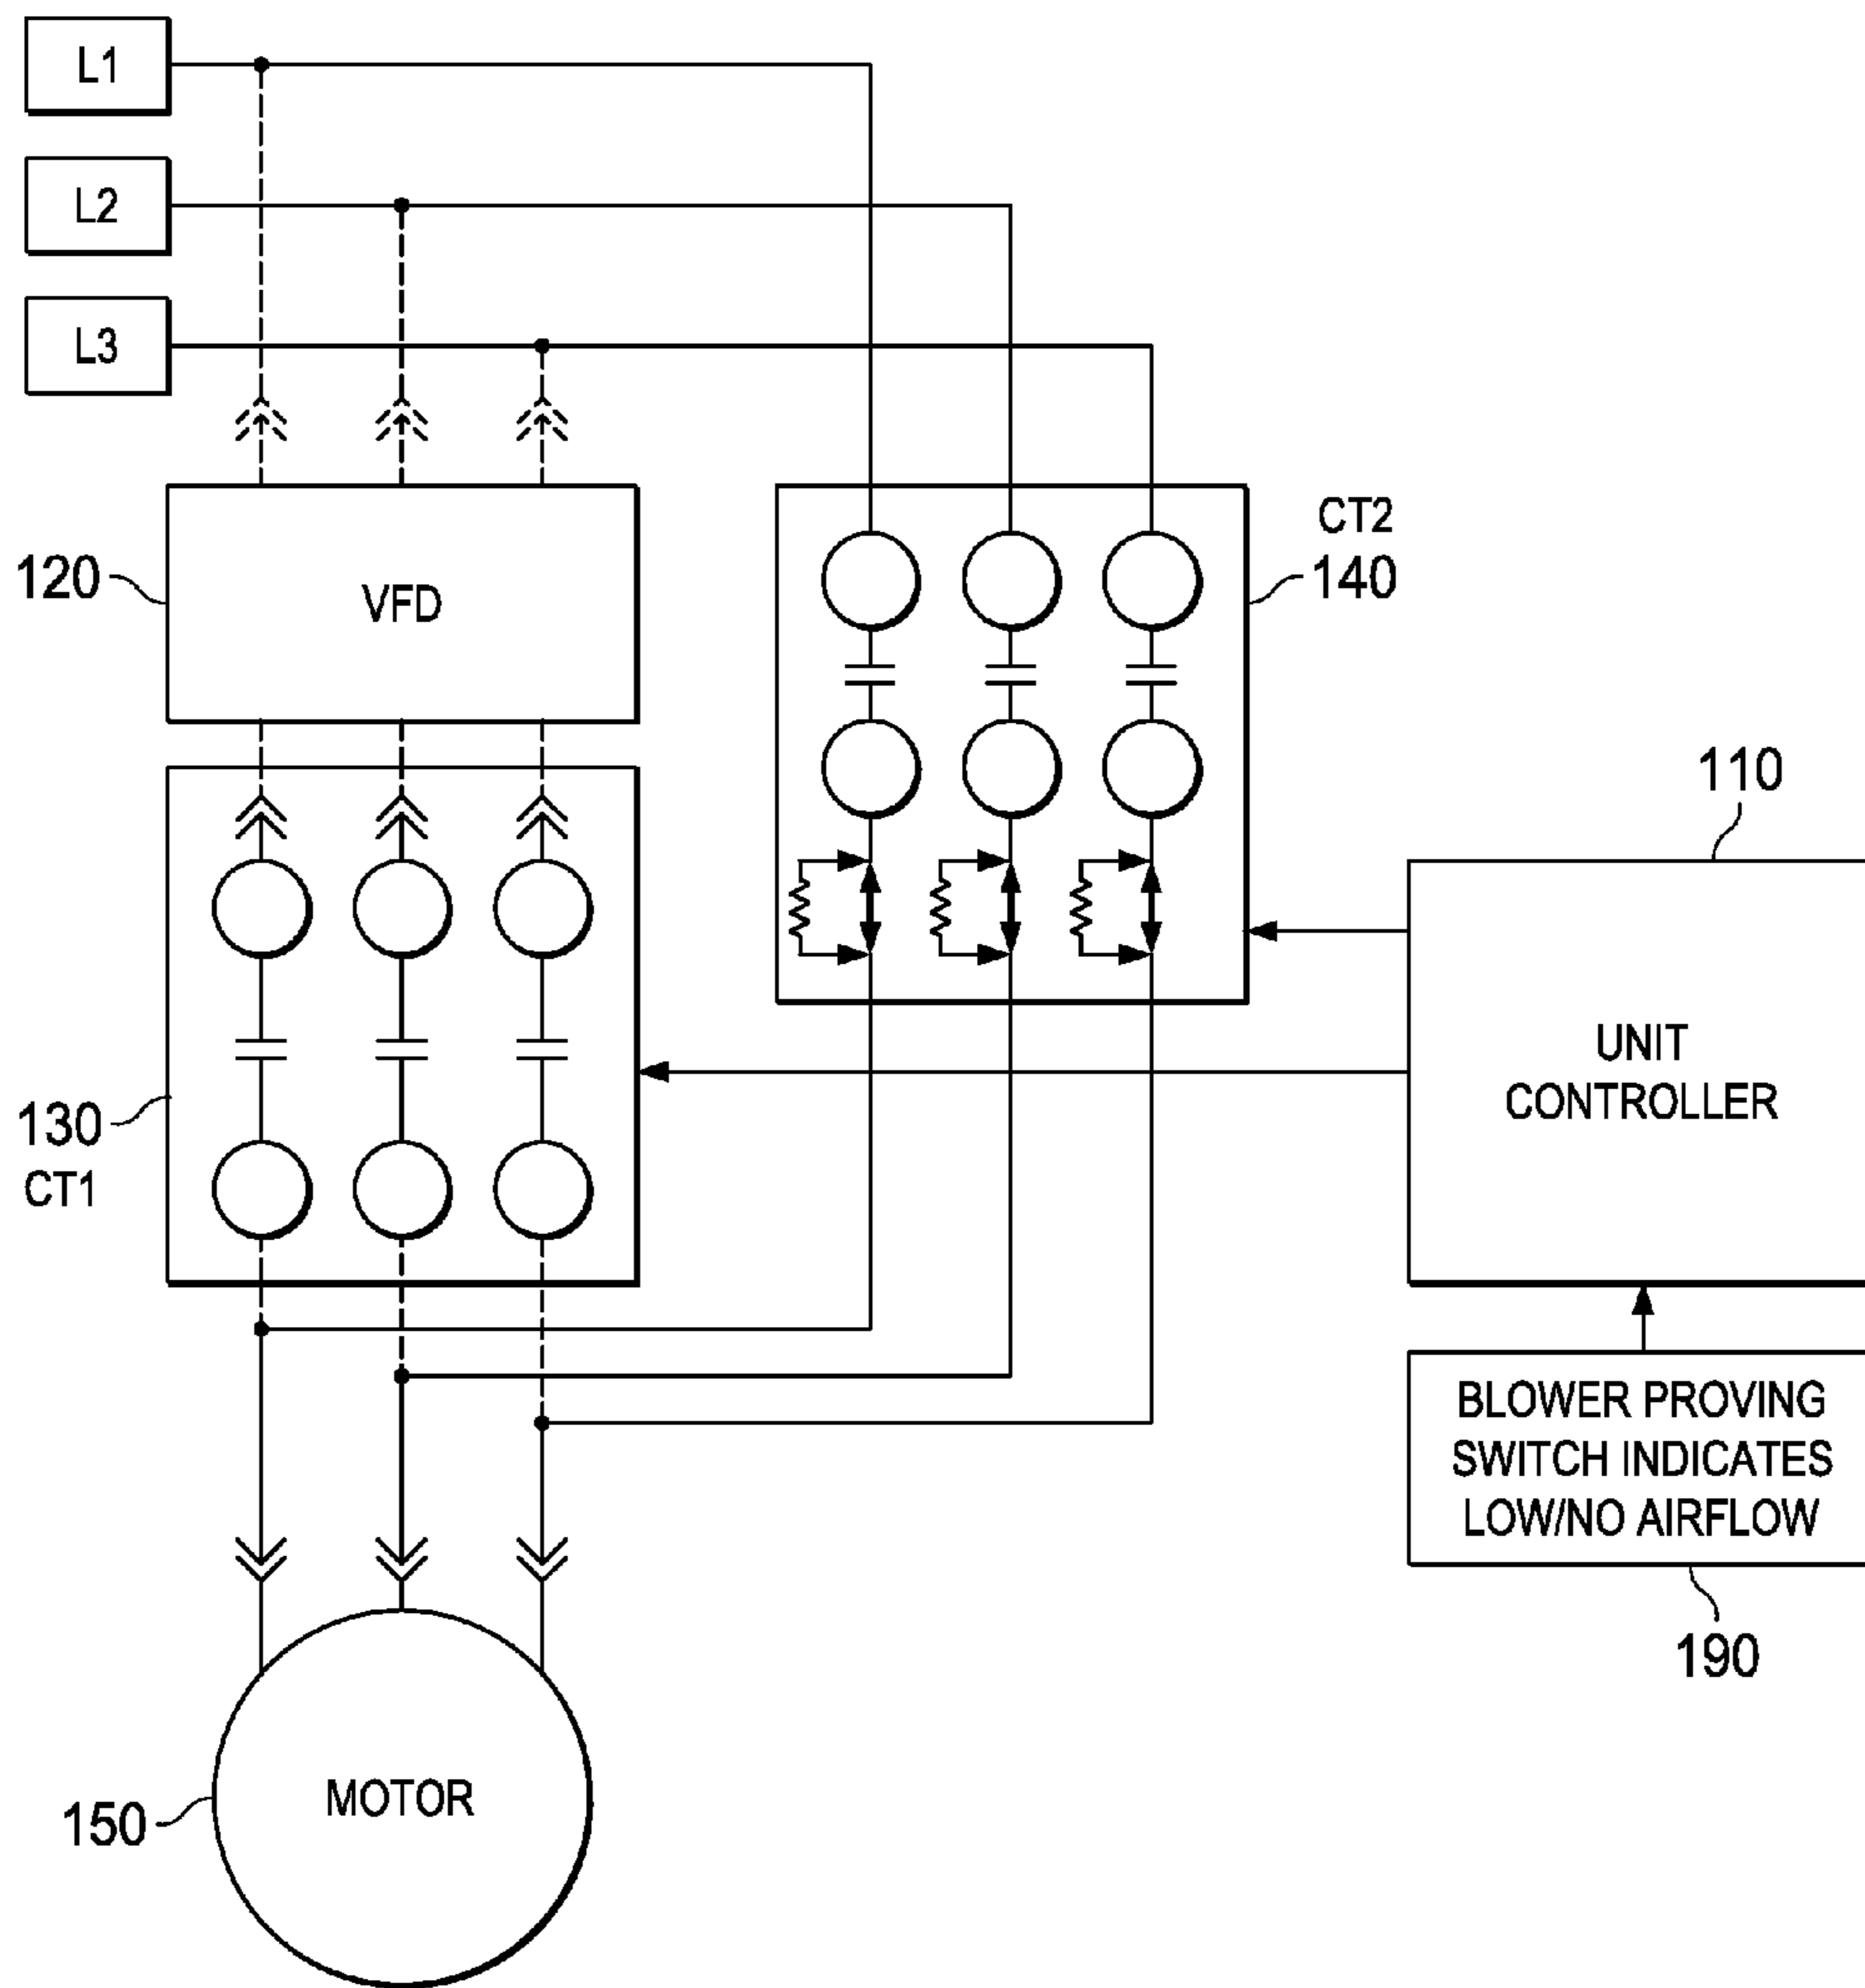 L1
L2
L3
120
VFD
CT2
140
110
130
CT1
UNIT
CONTROLLER
BLOWER PROVING
SWITCH INDICATES
LOW/NO AIRFLOW
190
150
MOTOR